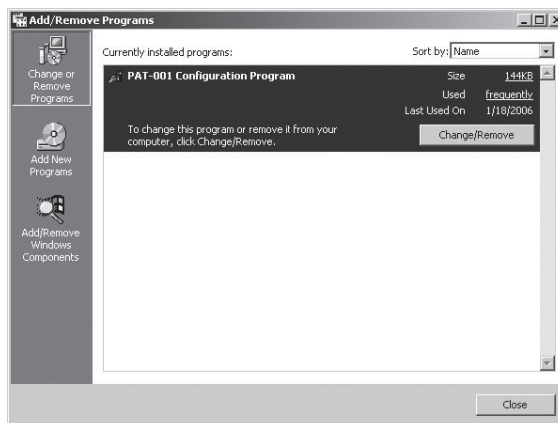 Add/Remove Programs
Change or
Remove
Programs
Add New
Programs
Add/Remove
Windows
Components
Currently installed programs:
Sort by: Name
PAT-001 Configuration Program
Size 144KB
Used frequently
Last Used On 1/18/2006
To change this program or remove it from your
computer, click Change/Remove.
Change/Remove
Close